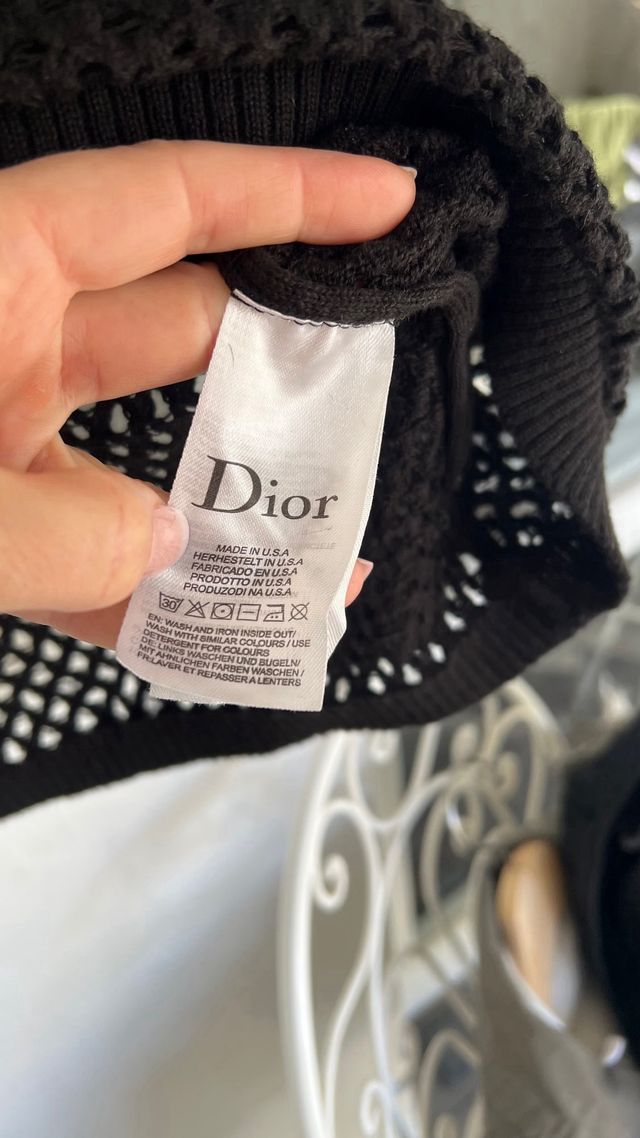 Dior
MADE IN U.S.A
HERHESTELT IN U.S.A
FABRICADO EN U.S.A
PRODOTTO IN U.S.A
PRODUZODI NA U.S.A
30
EN: WASH AND IRON INSIDE OUT/
WASH WITH SIMILAR COLOURS / USE
DETERGENT FOR COLOURS
DE: LINKS WASCHEN UND BUGELN/
MIT AHNLICHEN FARBEN WASCHEN /
FR:LAVER ET REPASSER A LENTERS